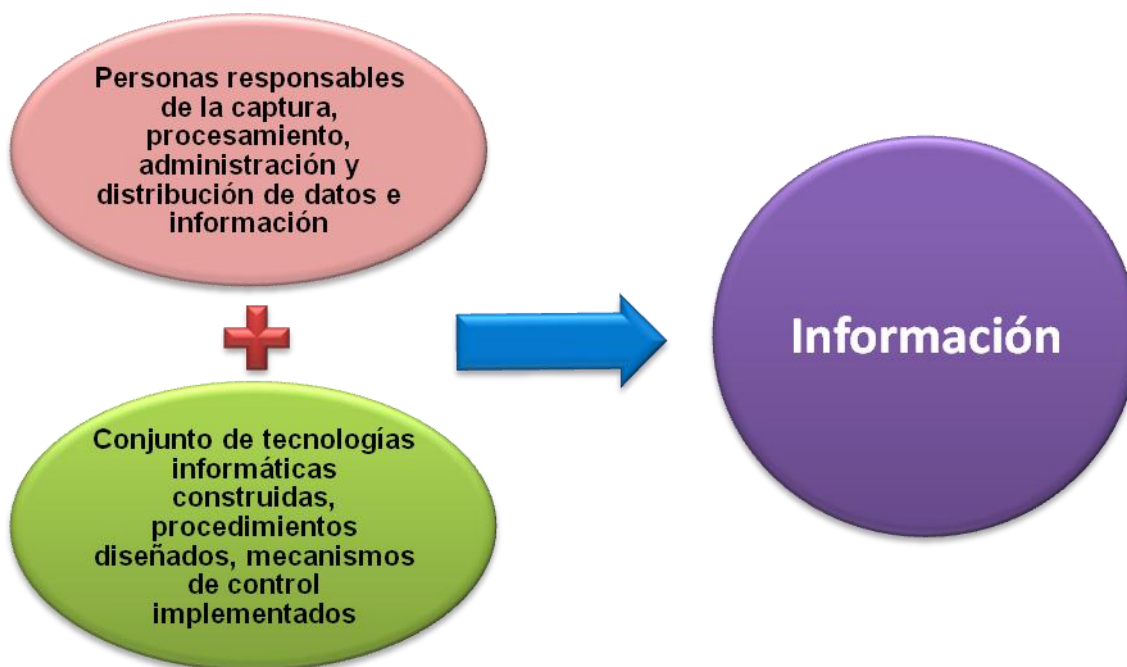 Personas responsables
de la captura,
procesamiento,
administración y
distribución de datos e
información
Conjunto de tecnologías
informáticas
construidas,
procedimientos
diseñados, mecanismos
de control
implementados
Información